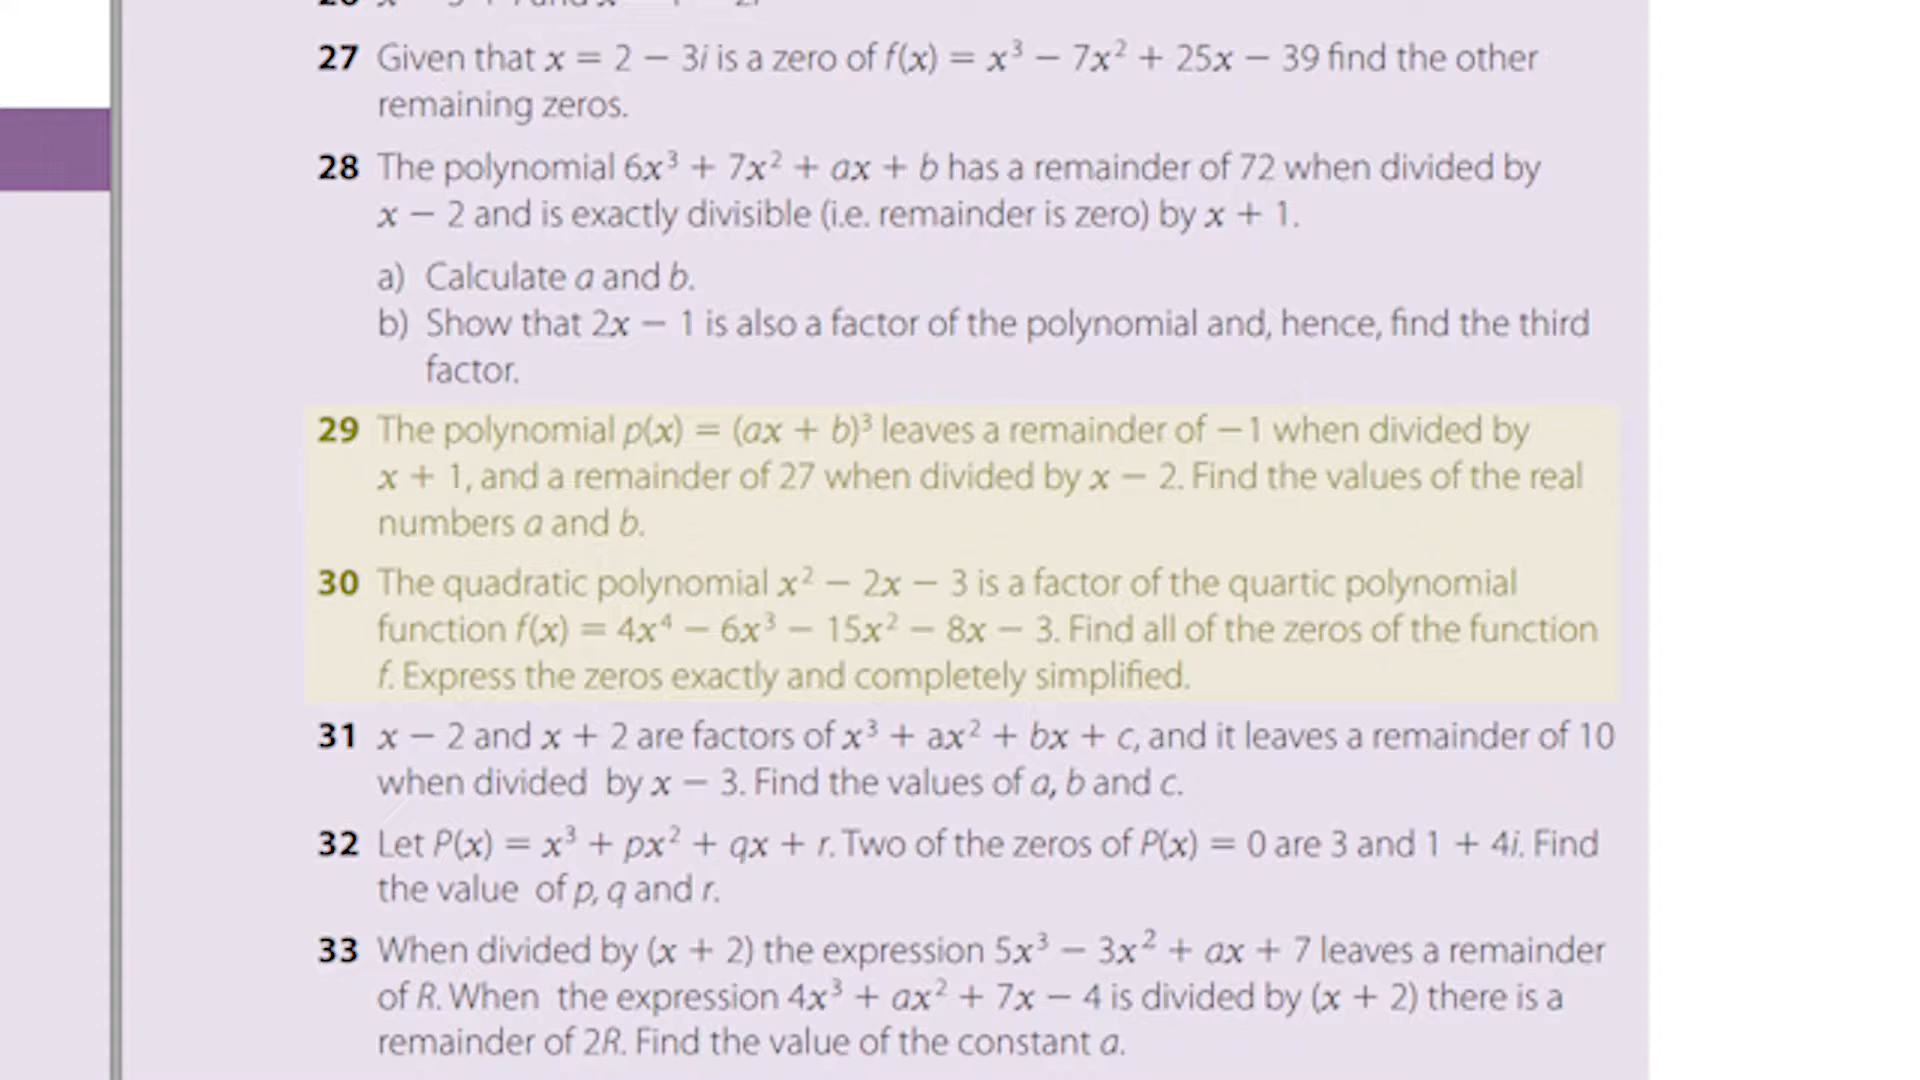 27 Given that x = 2 − 3i is a zero of f(x) = x³ − 7x² + 25x − 39 find the other
remaining zeros.
28 The polynomial 6x³ + 7x² + ax + b has a remainder of 72 when divided by
x − 2 and is exactly divisible (i.e. remainder is zero) by x + 1.
a) Calculate a and b.
b) Show that 2x − 1 is also a factor of the polynomial and, hence, find the third
factor.
29 The polynomial p(x) = (ax + b)³ leaves a remainder of −1 when divided by
x + 1, and a remainder of 27 when divided by x − 2. Find the values of the real
numbers a and b.
30 The quadratic polynomial x² − 2x − 3 is a factor of the quartic polynomial
function f(x) = 4x⁴ − 6x³ − 15x² − 8x − 3. Find all of the zeros of the function
f. Express the zeros exactly and completely simplified.
31 x − 2 and x + 2 are factors of x³ + ax² + bx + c, and it leaves a remainder of 10
when divided by x − 3. Find the values of a, b and c.
32 Let P(x) = x³ + px² + qx + r. Two of the zeros of P(x) = 0 are 3 and 1 + 4i. Find
the value of p, q and r.
33 When divided by (x + 2) the expression 5x³ − 3x² + ax + 7 leaves a remainder
of R. When the expression 4x³ + ax² + 7x − 4 is divided by (x + 2) there is a
remainder of 2R. Find the value of the constant a.